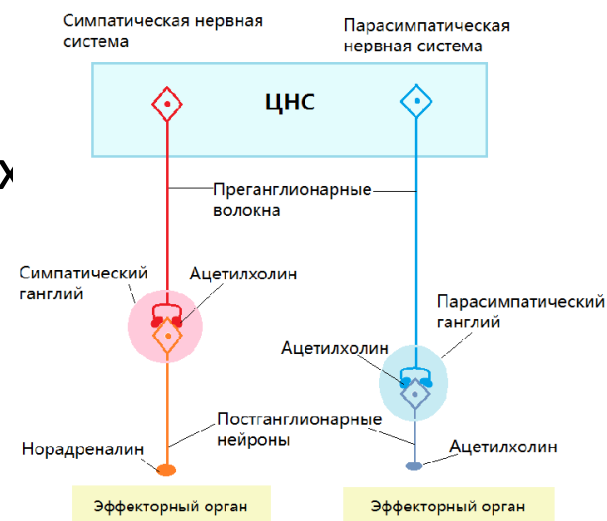 Симпатическая нервная
система
Парасимпатическая
нервная система
ЦНС
х
Преганглионарные
волокна
Симпатический
ганглий
Ацетилхолин
Парасимпатический
ганглий
Ацетилхолин
Постганглионарные
нейроны
Норадреналин
Ацетилхолин
Эффекторный орган
Эффекторный орган